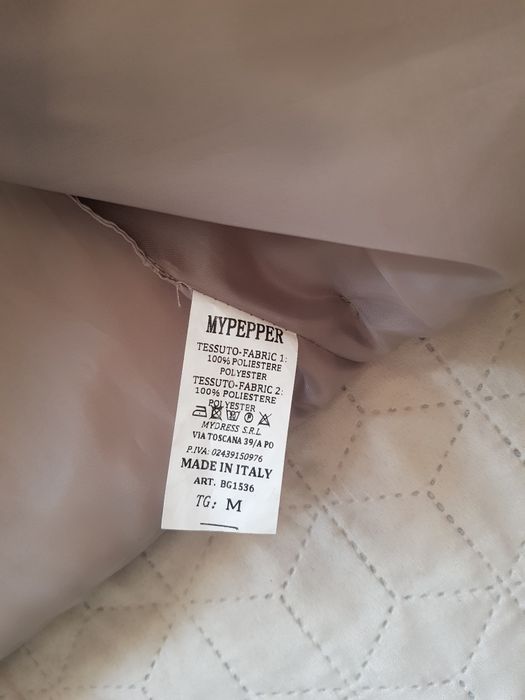 MYPEPPER
TESSUTO-FABRIC 1:
100% POLIESTERE
POLYESTER
TESSUTO-FABRIC 2:
100% POLIESTERE
POLYESTER
MYDRESS S.R.L.
VIA TOSCANA 39/A PO
P.IVA: 02439150976
MADE IN ITALY
ART. BG1536
TG: M